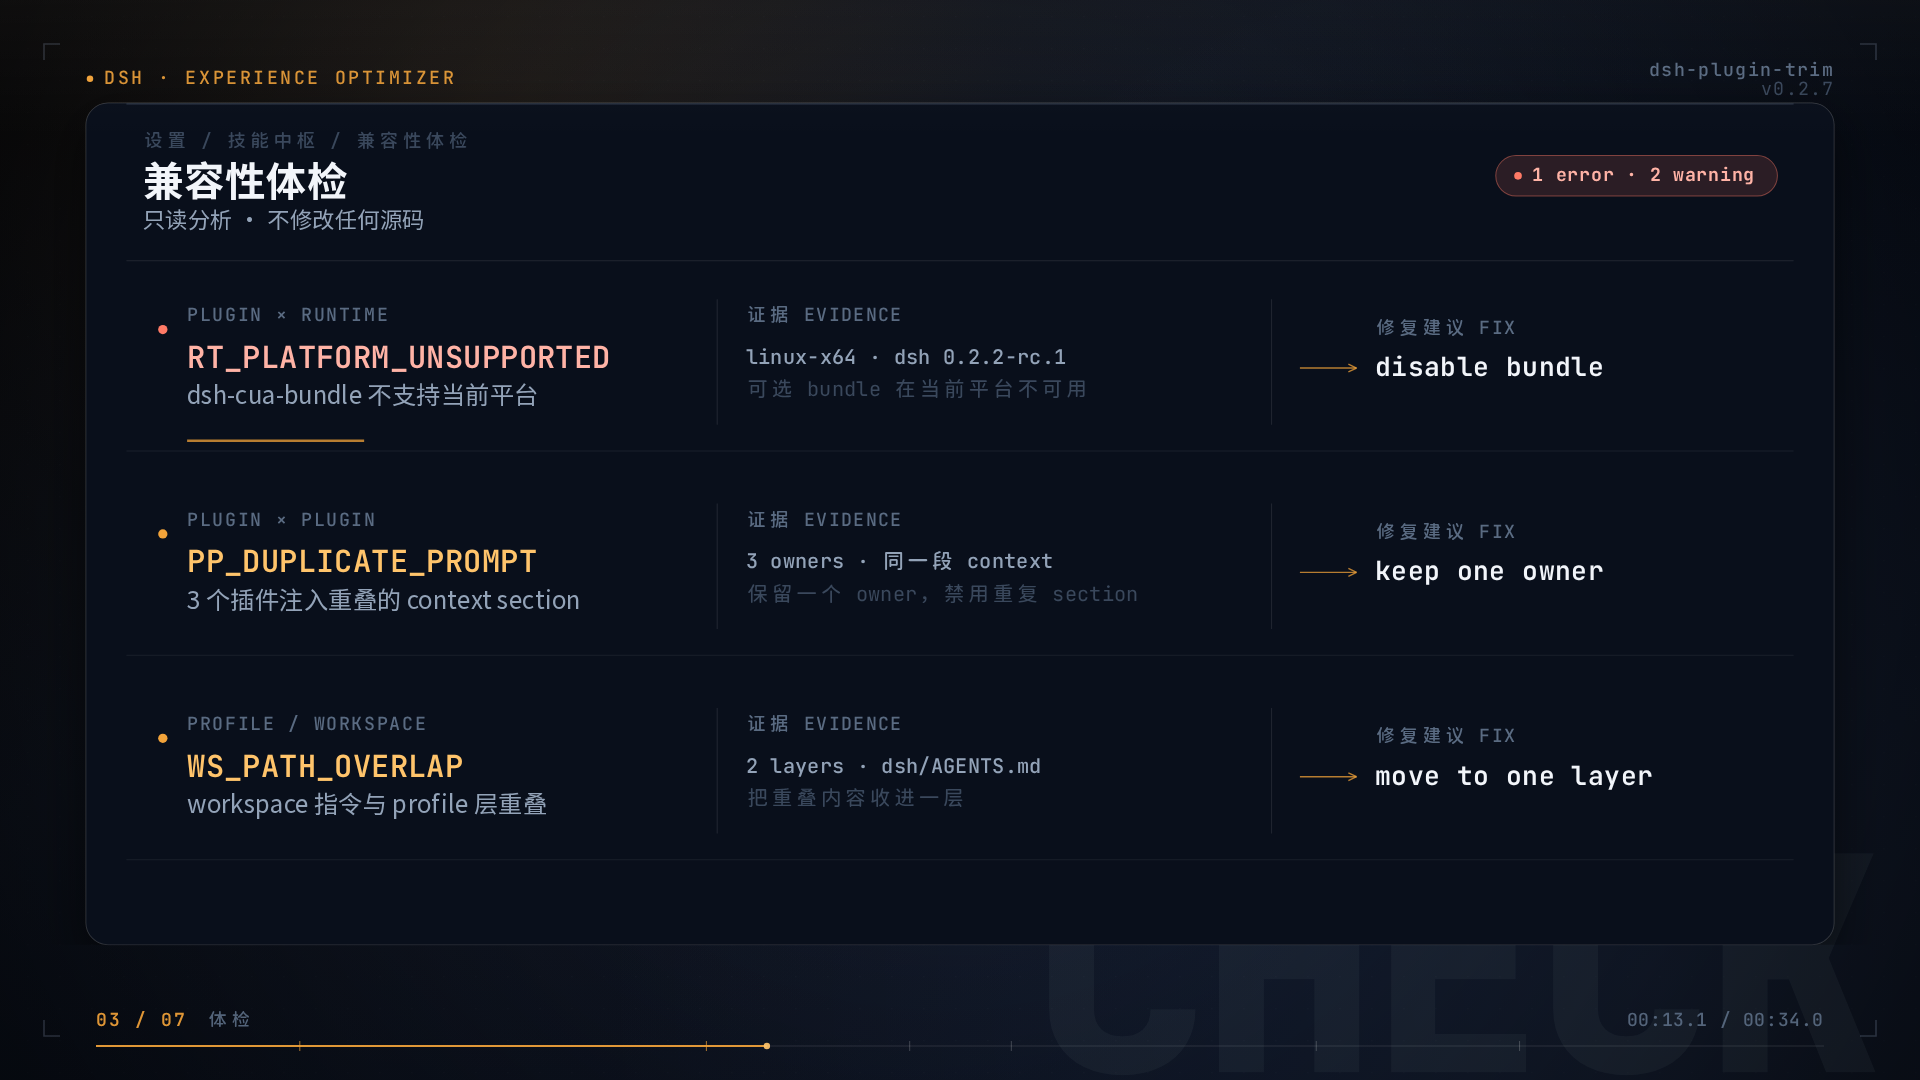 DSH · EXPERIENCE OPTIMIZER
dsh-plugin-trim
v0.2.7
设置 / 技能中枢 / 兼容性体检
兼容性体检
只读分析 • 不修改任何源码
1 error · 2 warning
PLUGIN × RUNTIME
RT_PLATFORM_UNSUPPORTED
dsh-cua-bundle 不支持当前平台
证据 EVIDENCE
linux-x64 · dsh 0.2.2-rc.1
可选 bundle 在当前平台不可用
修复建议 FIX
disable bundle
PLUGIN × PLUGIN
PP_DUPLICATE_PROMPT
3 个插件注入重叠的 context section
证据 EVIDENCE
3 owners · 同一段 context
保留一个 owner，禁用重复 section
修复建议 FIX
keep one owner
PROFILE / WORKSPACE
WS_PATH_OVERLAP
workspace 指令与 profile 层重叠
证据 EVIDENCE
2 layers · dsh/AGENTS.md
把重叠内容收进一层
修复建议 FIX
move to one layer
CHECK
03 / 07 体检
00:13.1 / 00:34.0